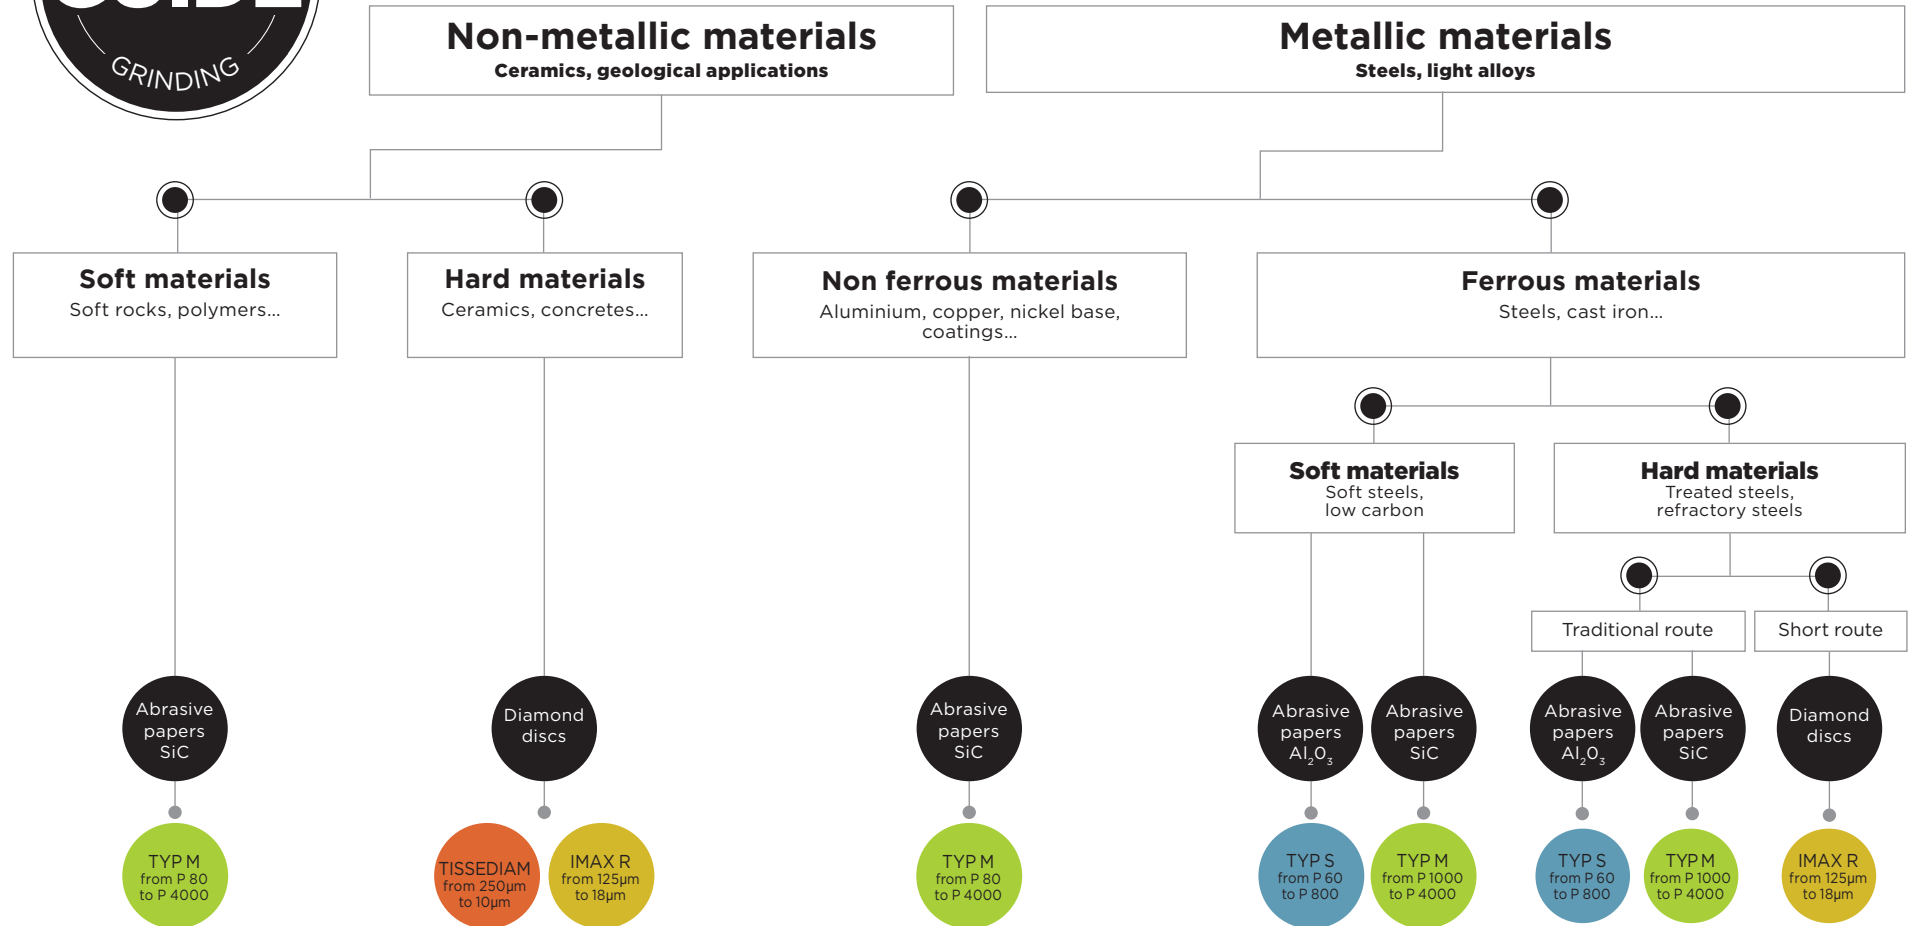 GRINDING
Non-metallic materials
Ceramics, geological applications
Metallic materials
Steels, light alloys
Soft materials
Soft rocks, polymers...
Hard materials
Ceramics, concretes...
Non ferrous materials
Aluminium, copper, nickel base,
coatings...
Ferrous materials
Steels, cast iron...
Soft materials
Soft steels,
low carbon
Hard materials
Treated steels,
refractory steels
Traditional route
Short route
Abrasive
papers
SiC
Diamond
discs
Abrasive
papers
SiC
Abrasive
papers
Al₂0₃
Abrasive
papers
SiC
Abrasive
papers
Al₂0₃
Abrasive
papers
SiC
Diamond
discs
TYP M
from P 80
to P 4000
TISSEDIAM
from 250µm
to 10µm
IMAX R
from 125µm
to 18µm
TYP M
from P 80
to P 4000
TYP S
from P 60
to P 800
TYP M
from P 1000
to P 4000
TYP S
from P 60
to P 800
TYP M
from P 1000
to P 4000
IMAX R
from 125µm
to 18µm